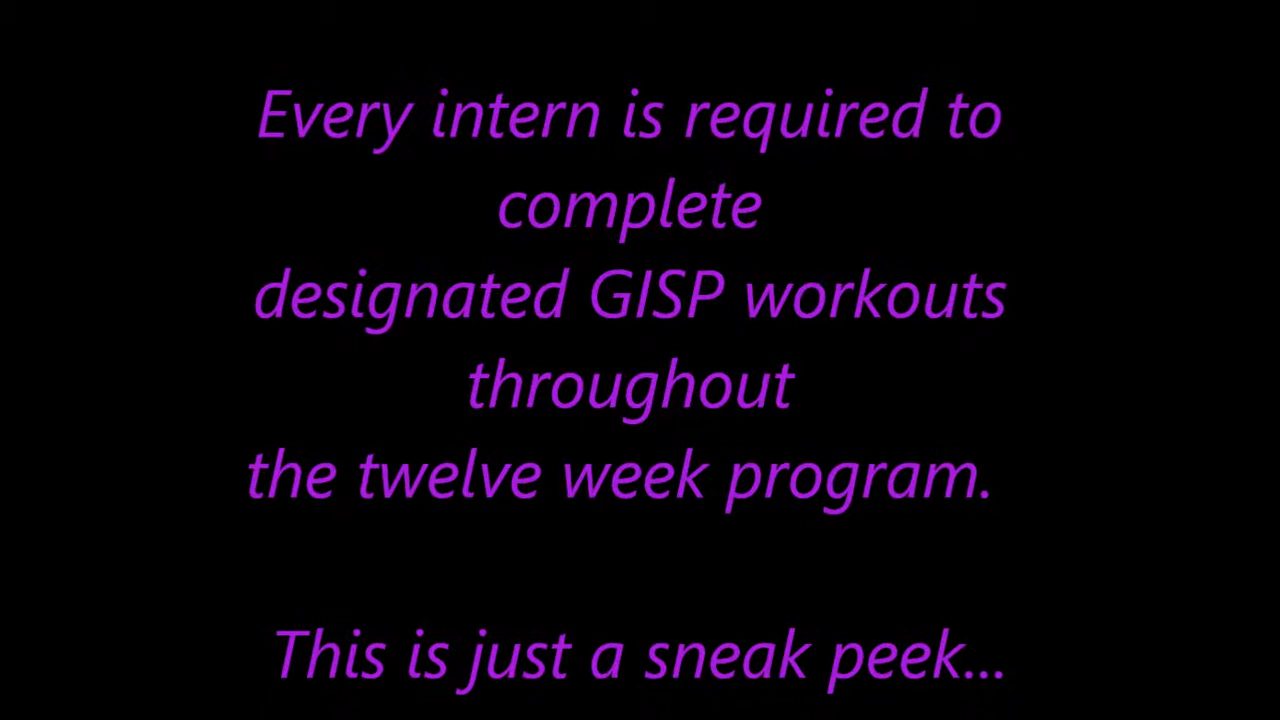 Every intern is required to
complete
designated GISP workouts
throughout
the twelve week program.
This is just a sneak peek...